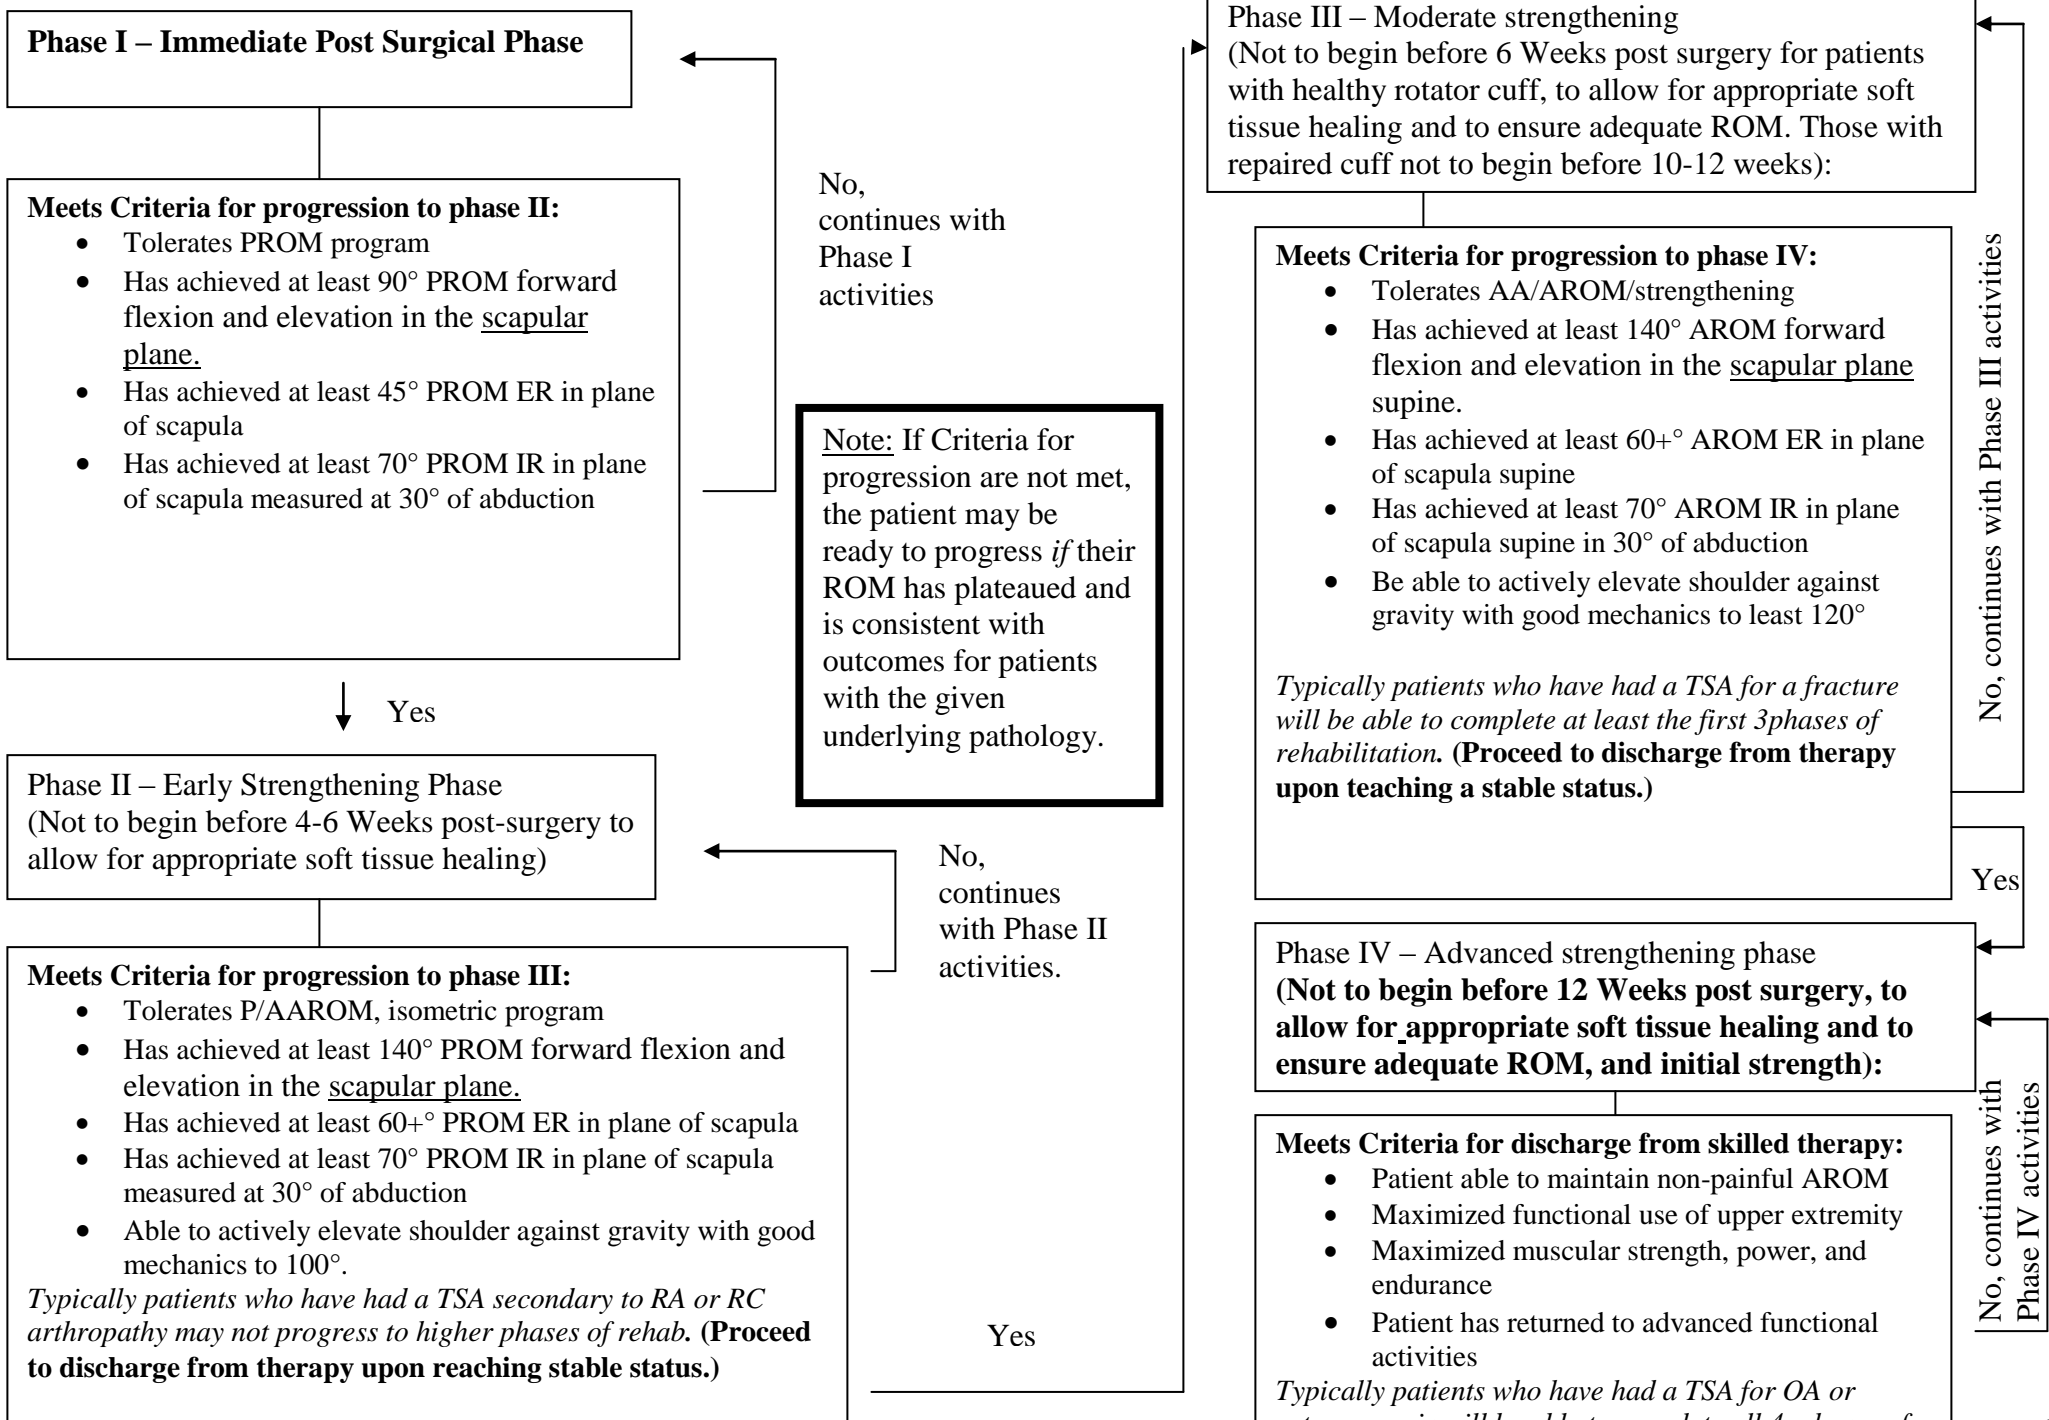 Phase I – Immediate Post Surgical Phase
Meets Criteria for progression to phase II:
• Tolerates PROM program
• Has achieved at least 90° PROM forward
flexion and elevation in the scapular
plane.
• Has achieved at least 45° PROM ER in plane
of scapula
• Has achieved at least 70° PROM IR in plane
of scapula measured at 30° of abduction
No,
continues with
Phase I
activities
Yes
Note: If Criteria for
progression are not met,
the patient may be
ready to progress if their
ROM has plateaued and
is consistent with
outcomes for patients
with the given
underlying pathology.
Phase II – Early Strengthening Phase
(Not to begin before 4-6 Weeks post-surgery to
allow for appropriate soft tissue healing)
No,
continues
with Phase II
activities.
Meets Criteria for progression to phase III:
• Tolerates P/AAROM, isometric program
• Has achieved at least 140° PROM forward flexion and
elevation in the scapular plane.
• Has achieved at least 60+° PROM ER in plane of scapula
• Has achieved at least 70° PROM IR in plane of scapula
measured at 30° of abduction
• Able to actively elevate shoulder against gravity with good
mechanics to 100°.
Typically patients who have had a TSA secondary to RA or RC
arthropathy may not progress to higher phases of rehab. (Proceed
to discharge from therapy upon reaching stable status.)
Yes
Phase III – Moderate strengthening
(Not to begin before 6 Weeks post surgery for patients
with healthy rotator cuff, to allow for appropriate soft
tissue healing and to ensure adequate ROM. Those with
repaired cuff not to begin before 10-12 weeks):
Meets Criteria for progression to phase IV:
• Tolerates AA/AROM/strengthening
• Has achieved at least 140° AROM forward
flexion and elevation in the scapular plane
supine.
• Has achieved at least 60+° AROM ER in plane
of scapula supine
• Has achieved at least 70° AROM IR in plane
of scapula supine in 30° of abduction
• Be able to actively elevate shoulder against
gravity with good mechanics to least 120°
Typically patients who have had a TSA for a fracture
will be able to complete at least the first 3phases of
rehabilitation. (Proceed to discharge from therapy
upon teaching a stable status.)
No, continues with Phase III activities
Yes
Phase IV – Advanced strengthening phase
(Not to begin before 12 Weeks post surgery, to
allow for appropriate soft tissue healing and to
ensure adequate ROM, and initial strength):
Meets Criteria for discharge from skilled therapy:
• Patient able to maintain non-painful AROM
• Maximized functional use of upper extremity
• Maximized muscular strength, power, and
endurance
• Patient has returned to advanced functional
activities
Typically patients who have had a TSA for OA or
No, continues with
Phase IV activities